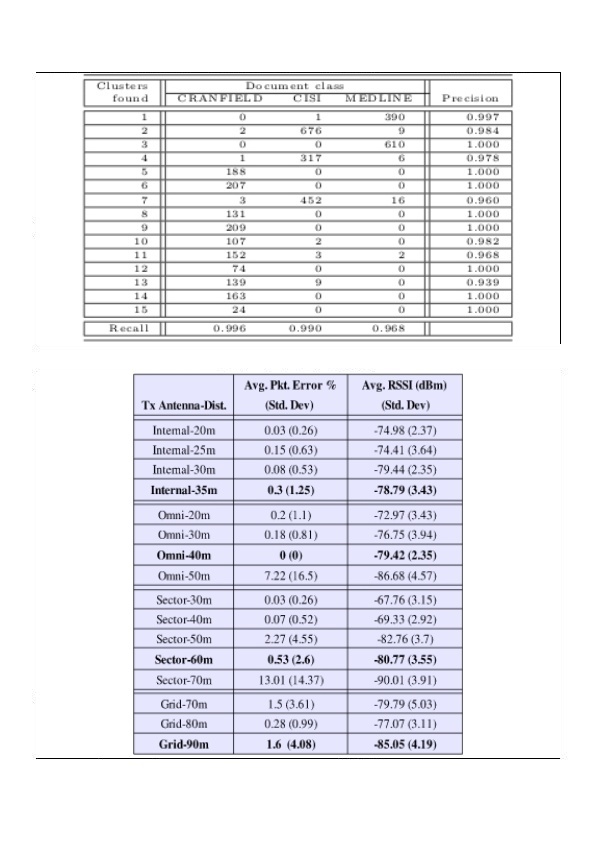 Clusters Document class
found CRANFIELD CISI MEDLINE Precision
1 0 1 390 0.997
2 2 676 9 0.984
3 0 0 610 1.000
4 1 317 6 0.978
5 188 0 0 1.000
6 207 0 0 1.000
7 3 452 16 0.960
8 131 0 0 1.000
9 209 0 0 1.000
10 107 2 0 0.982
11 152 3 2 0.968
12 74 0 0 1.000
13 139 9 0 0.939
14 163 0 0 1.000
15 24 0 0 1.000
Recall 0.996 0.990 0.968
Avg. Pkt. Error % Avg. RSSI (dBm)
Tx Antenna-Dist. (Std. Dev) (Std. Dev)
Internal-20m 0.03 (0.26) -74.98 (2.37)
Internal-25m 0.15 (0.63) -74.41 (3.64)
Internal-30m 0.08 (0.53) -79.44 (2.35)
Internal-35m 0.3 (1.25) -78.79 (3.43)
Omni-20m 0.2 (1.1) -72.97 (3.43)
Omni-30m 0.18 (0.81) -76.75 (3.94)
Omni-40m 0 (0) -79.42 (2.35)
Omni-50m 7.22 (16.5) -86.68 (4.57)
Sector-30m 0.03 (0.26) -67.76 (3.15)
Sector-40m 0.07 (0.52) -69.33 (2.92)
Sector-50m 2.27 (4.55) -82.76 (3.7)
Sector-60m 0.53 (2.6) -80.77 (3.55)
Sector-70m 13.01 (14.37) -90.01 (3.91)
Grid-70m 1.5 (3.61) -79.79 (5.03)
Grid-80m 0.28 (0.99) -77.07 (3.11)
Grid-90m 1.6 (4.08) -85.05 (4.19)